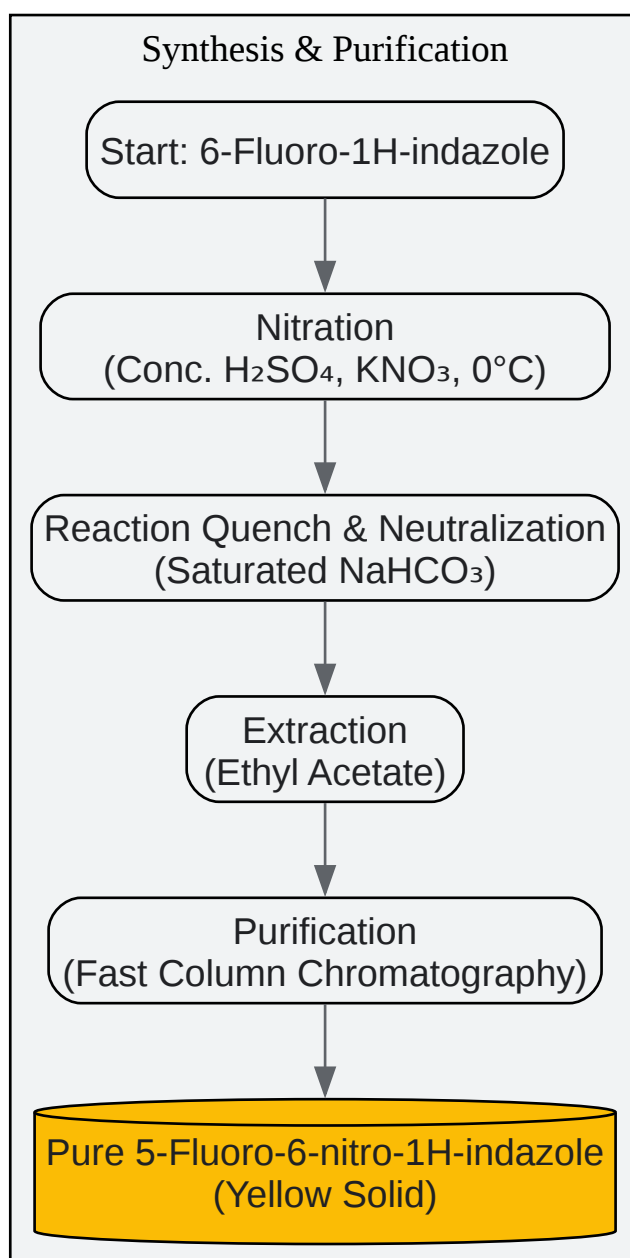 Synthesis & Purification
Start: 6-Fluoro-1H-indazole
Nitration
(Conc. H₂SO₄, KNO₃, 0°C)
Reaction Quench & Neutralization
(Saturated NaHCO₃)
Extraction
(Ethyl Acetate)
Purification
(Fast Column Chromatography)
Pure 5-Fluoro-6-nitro-1H-indazole
(Yellow Solid)